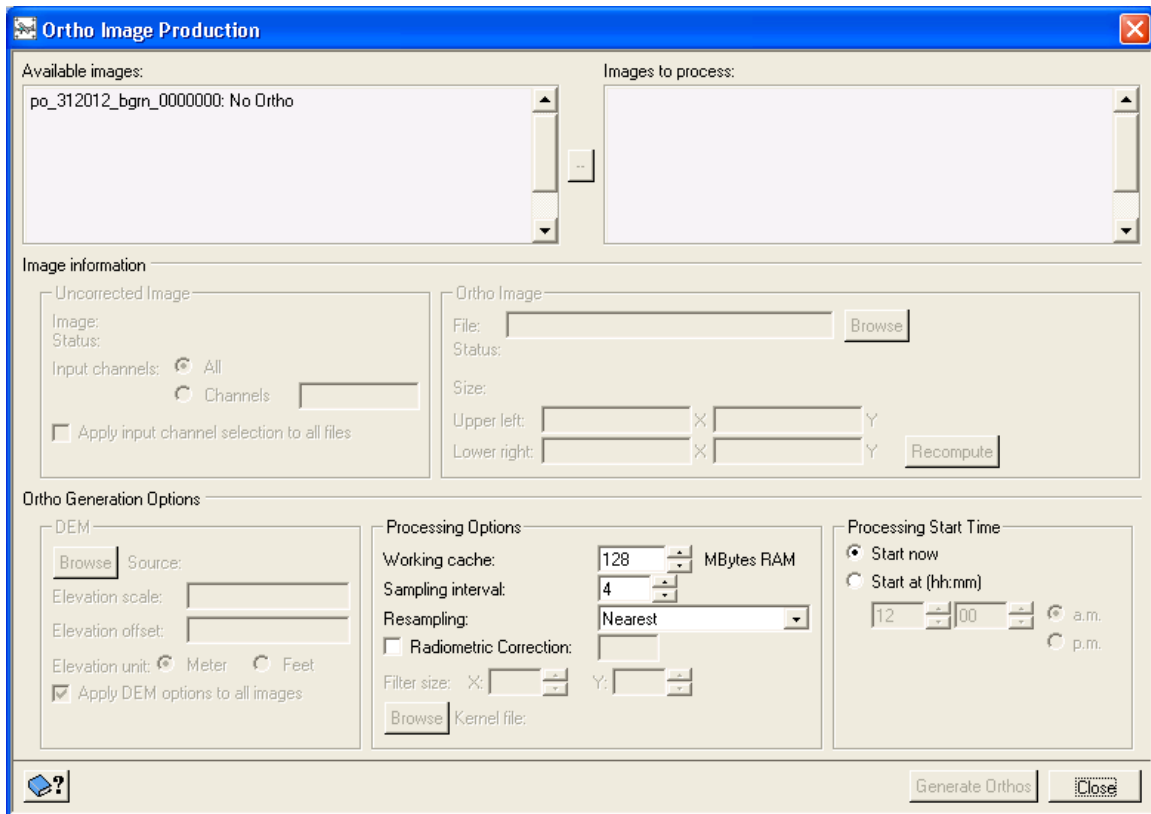 Ortho Image Production
Available images:
Images to process:
po_312012_bgrn_0000000: No Ortho
--
Image information
Uncorrected Image
Image:
Status:
Input channels: All
Channels
Apply input channel selection to all files
Ortho Image
File: Browse
Status:
Size:
Upper left: X Y
Lower right: X Y Recompute
Ortho Generation Options
DEM
Browse Source:
Elevation scale:
Elevation offset:
Elevation unit: Meter Feet
Apply DEM options to all images
Processing Options
Working cache: 128 MBytes RAM
Sampling interval: 4
Resampling: Nearest
Radiometric Correction:
Filter size: X: Y:
Browse Kernel file:
Processing Start Time
Start now
Start at (hh:mm)
12 00 a.m.
p.m.
?
Generate Orthos Close